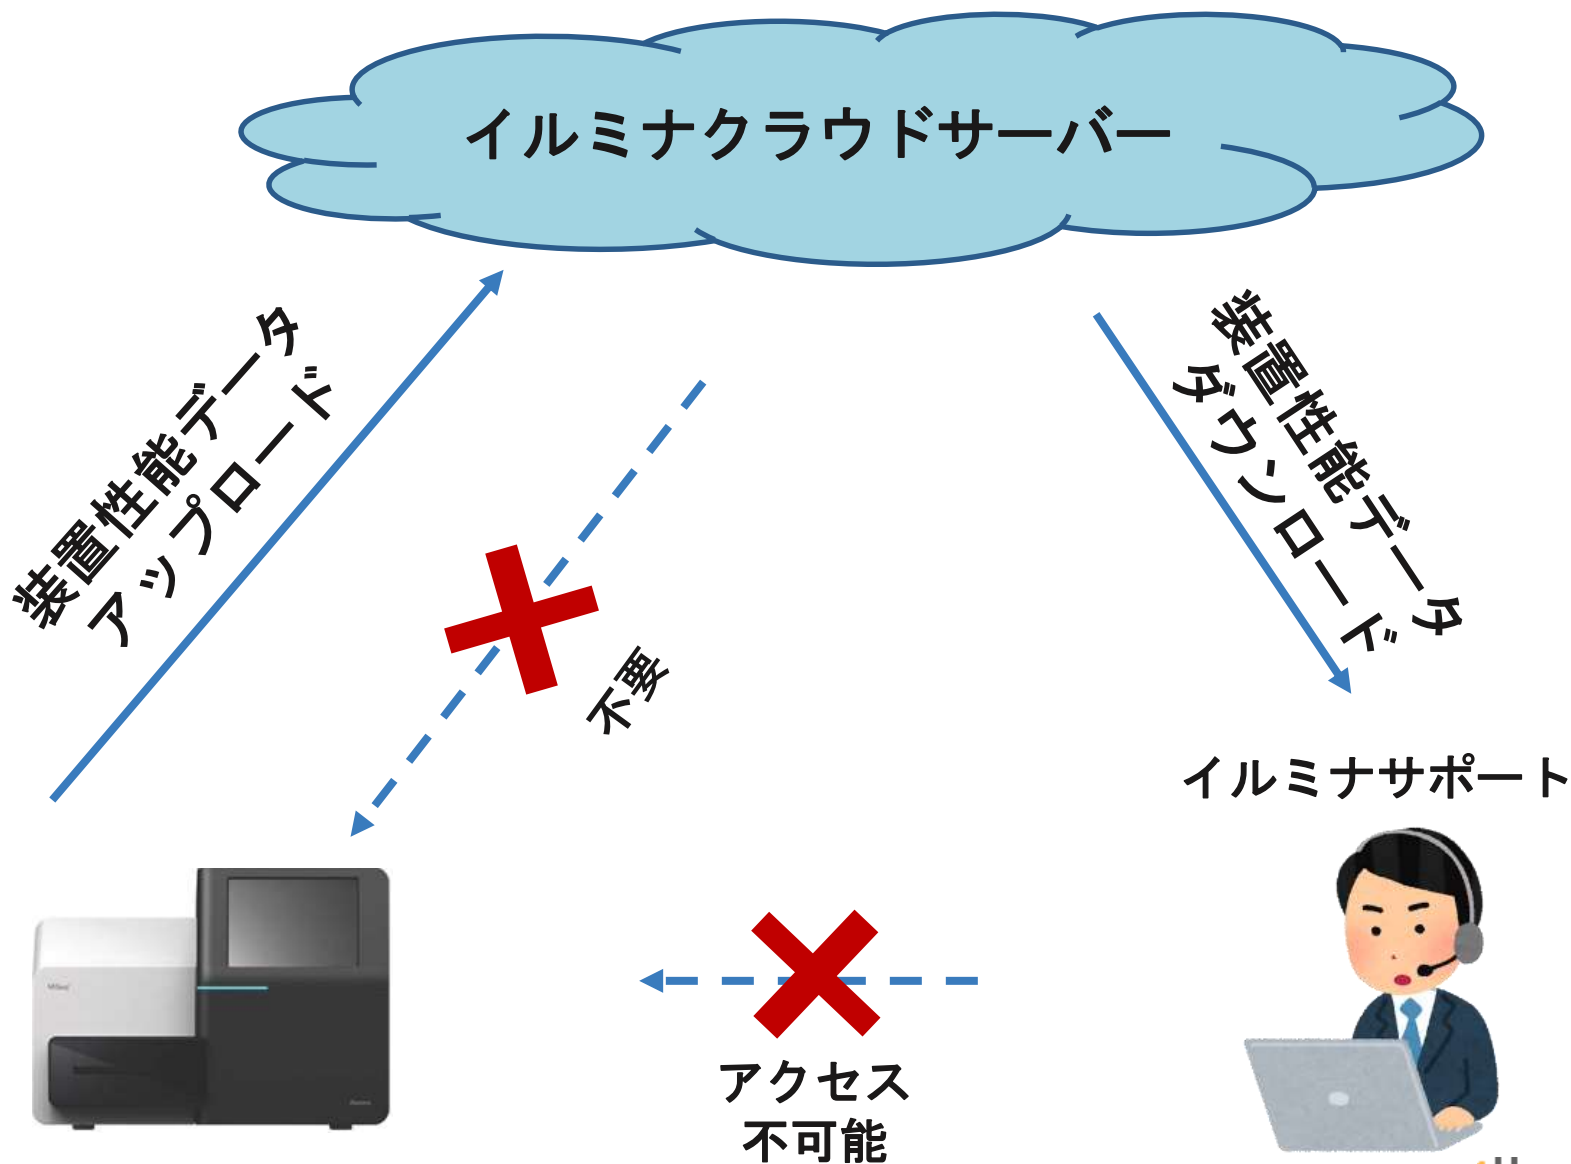 イルミナクラウドサーバー
装置性能データ
アップロード
装置性能データ
ダウンロード
不要
イルミナサポート
アクセス
不可能